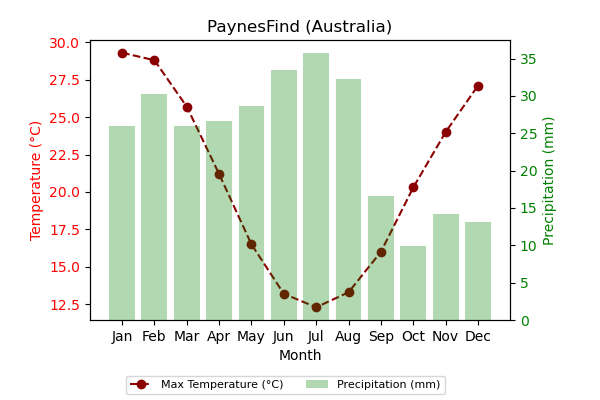 PaynesFind (Australia)
30.0
27.5
25.0
22.5
20.0
17.5
15.0
12.5
Temperature (°C)
35
30
25
20
15
10
5
0
Precipitation (mm)
Jan Feb Mar Apr May Jun Jul Aug Sep Oct Nov Dec
Month
Max Temperature (°C) Precipitation (mm)